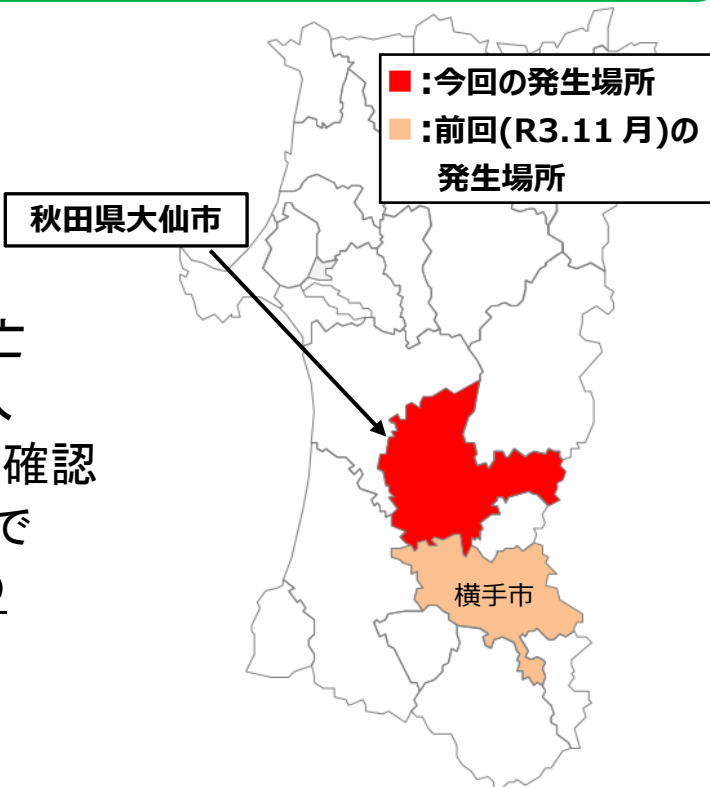 ■:今回の発生場所
■:前回(R3.11月)の
発生場所
秋田県大仙市
確認
で
横手市